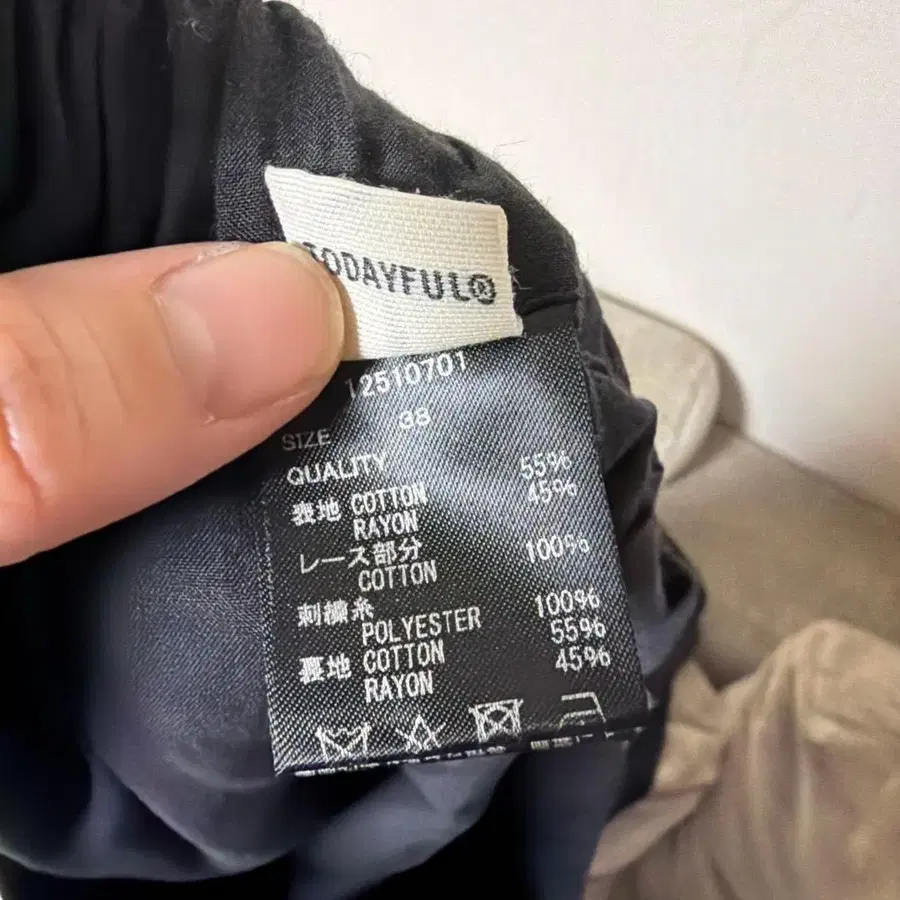 TODAYFUL®
12510701
SIZE 38
QUALITY
表地 COTTON 55%
RAYON 45%
レース部分
COTTON 100%
刺繍糸
POLYESTER 100%
裏地 COTTON 55%
RAYON 45%